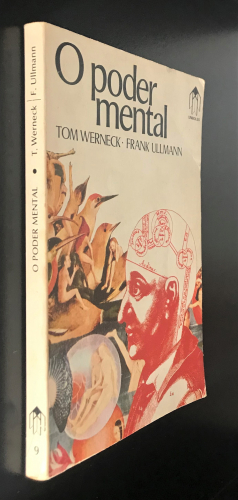 O poder
mental
TOM WERNECK · FRANK ULLMANN
O PODER MENTAL • T. Werneck | F. Ullmann
9